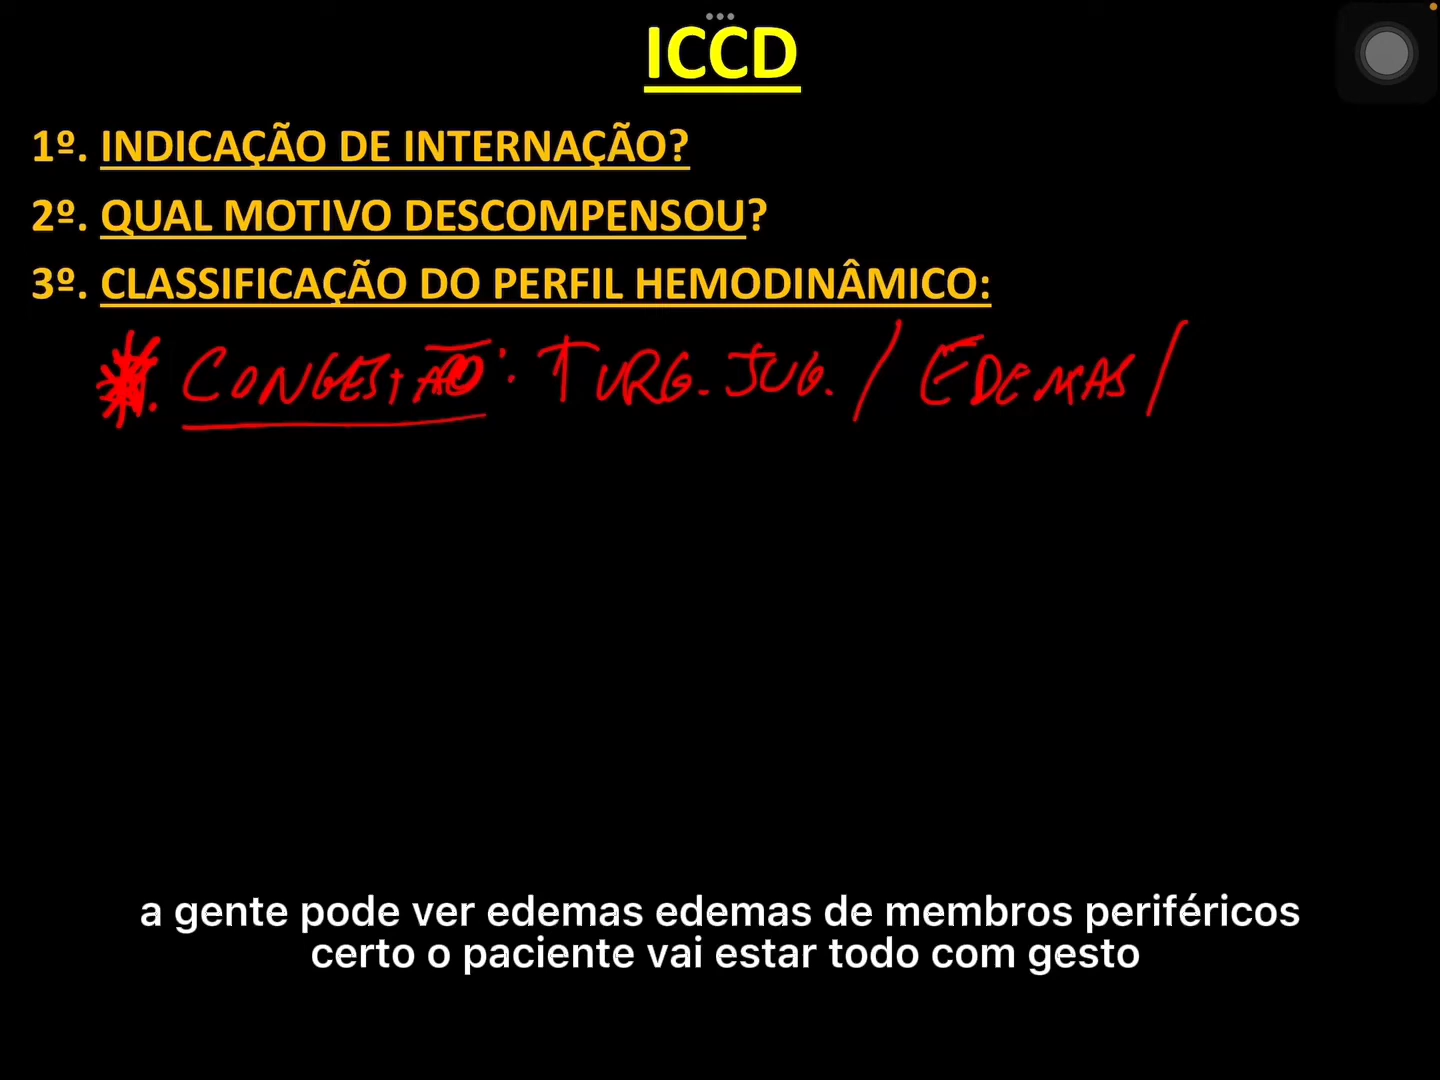 ICCD
1º. INDICAÇÃO DE INTERNAÇÃO?
2º. QUAL MOTIVO DESCOMPENSOU?
3º. CLASSIFICAÇÃO DO PERFIL HEMODINÂMICO:
*. CONGESTÃO: TURG. JUG. / EDEMAS /
a gente pode ver edemas edemas de membros periféricos
certo o paciente vai estar todo com gesto